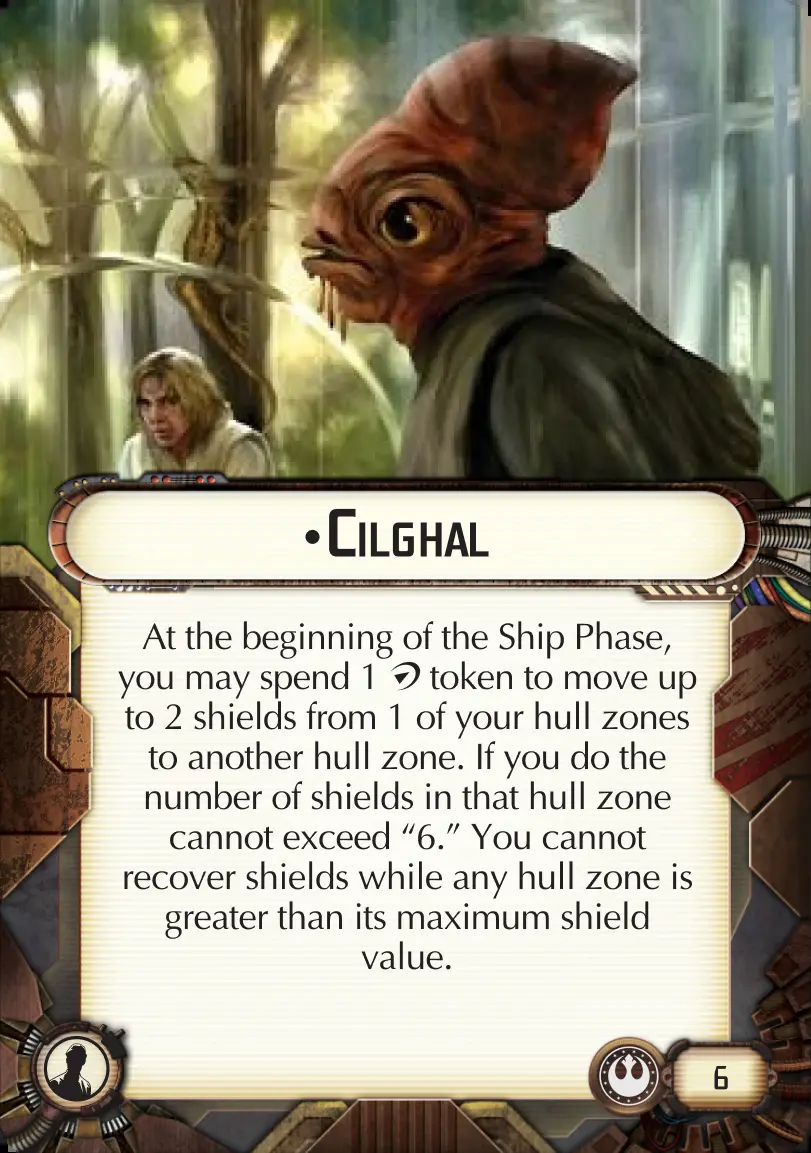 •CILGHAL
At the beginning of the Ship Phase,
you may spend 1 token to move up
to 2 shields from 1 of your hull zones
to another hull zone. If you do the
number of shields in that hull zone
cannot exceed “6.” You cannot
recover shields while any hull zone is
greater than its maximum shield
value.
6